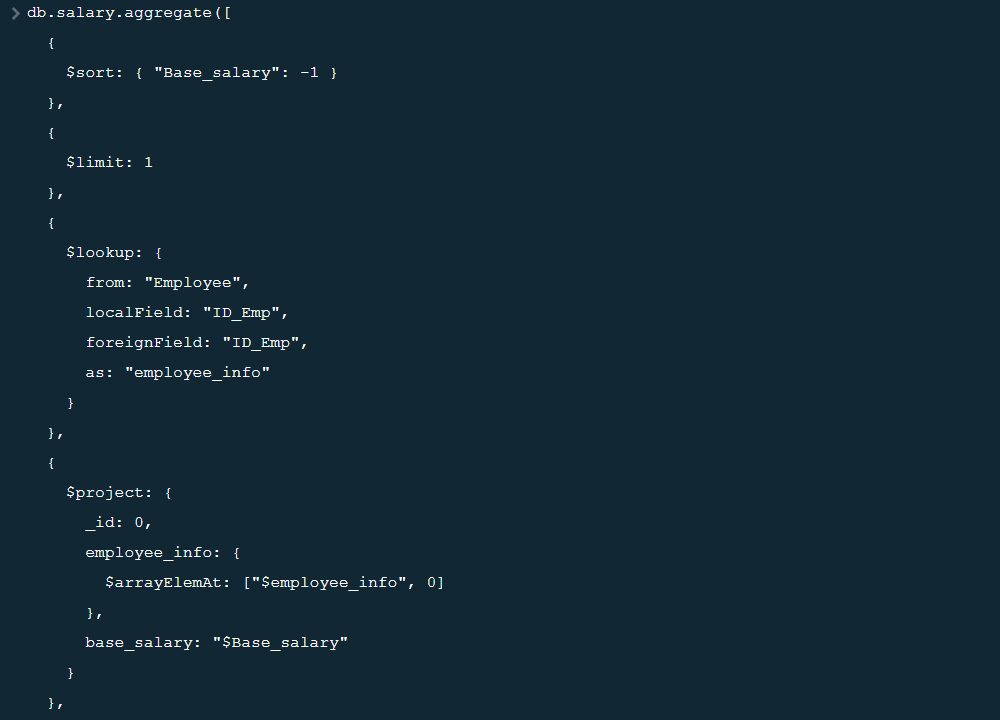 db.salary.aggregate([
{
$sort: { "Base_salary": -1 }
},
{
$limit: 1
},
{
$lookup: {
from: "Employee",
localField: "ID_Emp",
foreignField: "ID_Emp",
as: "employee_info"
}
},
{
$project: {
_id: 0,
employee_info: {
$arrayElemAt: ["$employee_info", 0]
},
base_salary: "$Base_salary"
}
},